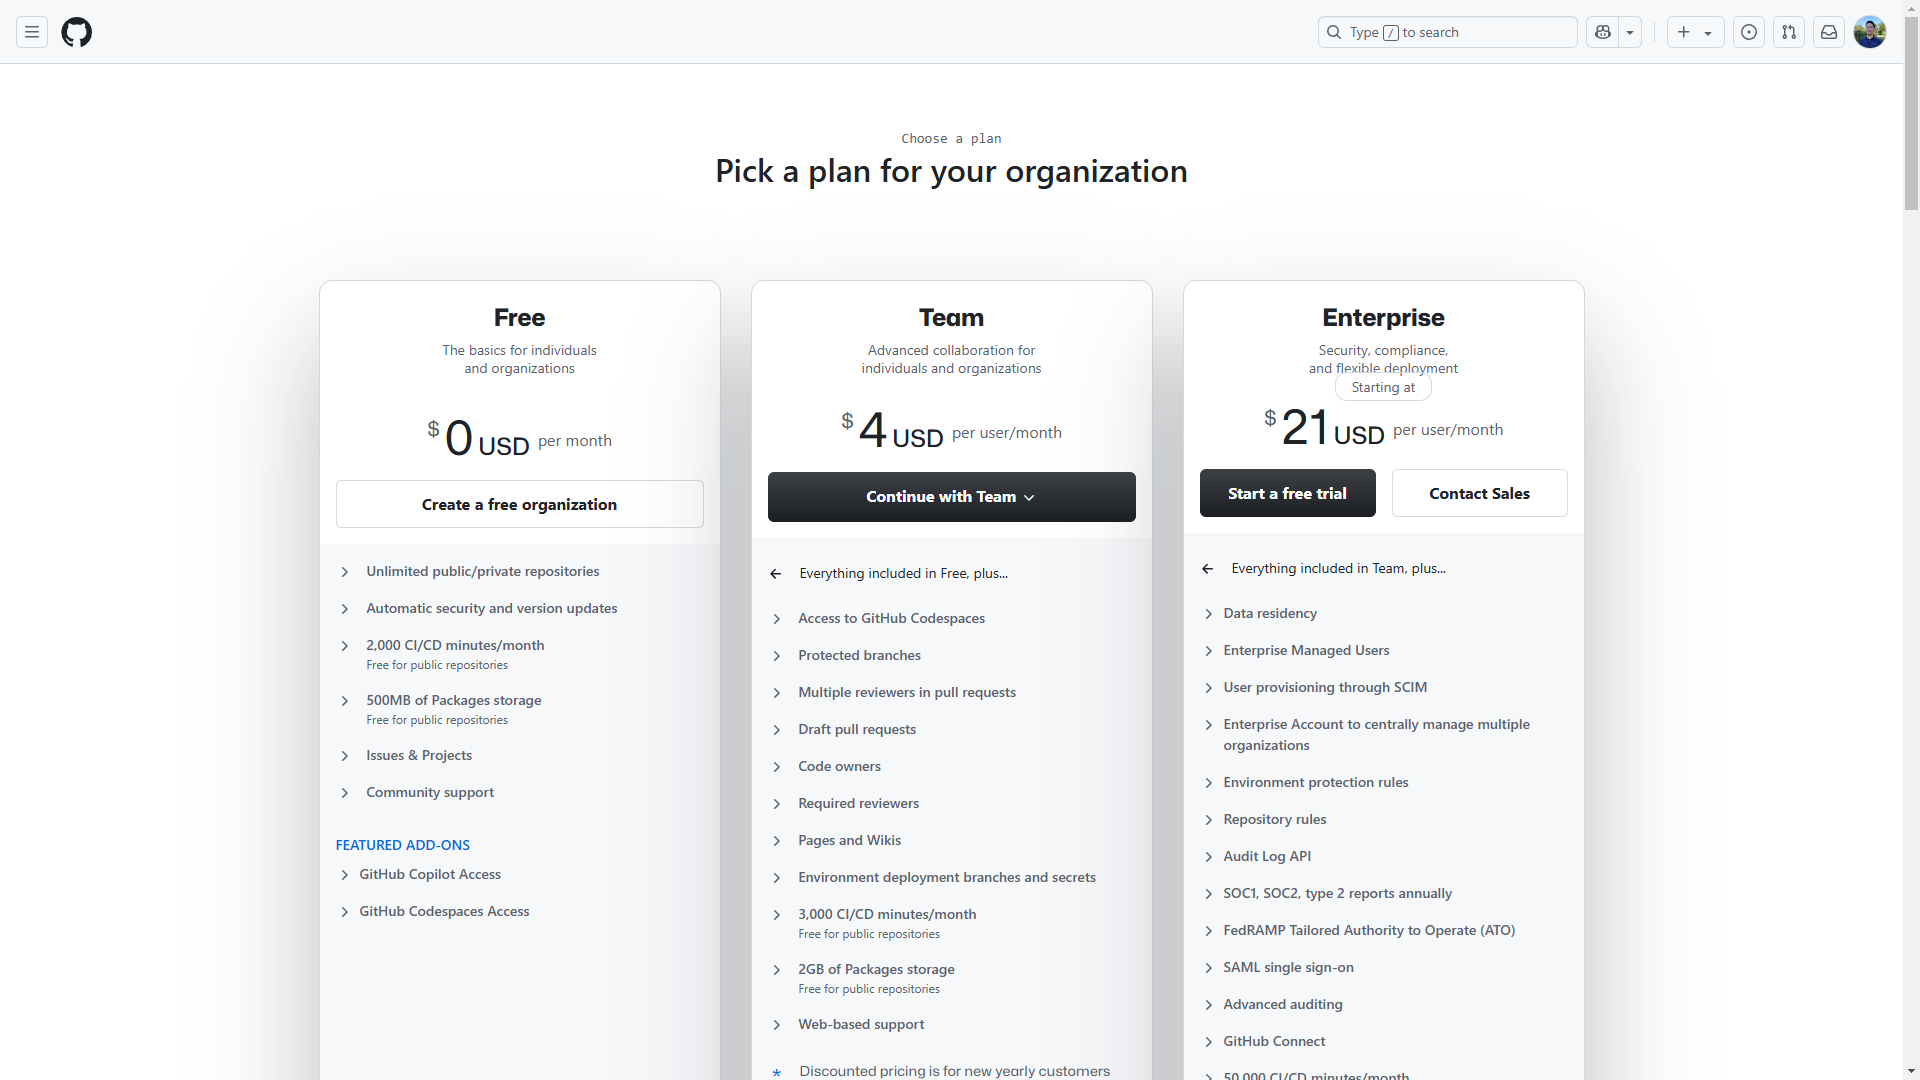 Type / to search
Choose a plan
Pick a plan for your organization
Free
The basics for individuals
and organizations
$ 0 USD per month
Create a free organization
Unlimited public/private repositories
Automatic security and version updates
2,000 CI/CD minutes/month
Free for public repositories
500MB of Packages storage
Free for public repositories
Issues & Projects
Community support
FEATURED ADD-ONS
GitHub Copilot Access
GitHub Codespaces Access
Team
Advanced collaboration for
individuals and organizations
$ 4 USD per user/month
Continue with Team
Everything included in Free, plus...
Access to GitHub Codespaces
Protected branches
Multiple reviewers in pull requests
Draft pull requests
Code owners
Required reviewers
Pages and Wikis
Environment deployment branches and secrets
3,000 CI/CD minutes/month
Free for public repositories
2GB of Packages storage
Free for public repositories
Web-based support
* Discounted pricing is for new yearly customers
Enterprise
Security, compliance,
and flexible deployment
Starting at
$ 21 USD per user/month
Start a free trial
Contact Sales
Everything included in Team, plus...
Data residency
Enterprise Managed Users
User provisioning through SCIM
Enterprise Account to centrally manage multiple
organizations
Environment protection rules
Repository rules
Audit Log API
SOC1, SOC2, type 2 reports annually
FedRAMP Tailored Authority to Operate (ATO)
SAML single sign-on
Advanced auditing
GitHub Connect
50,000 CI/CD minutes/month